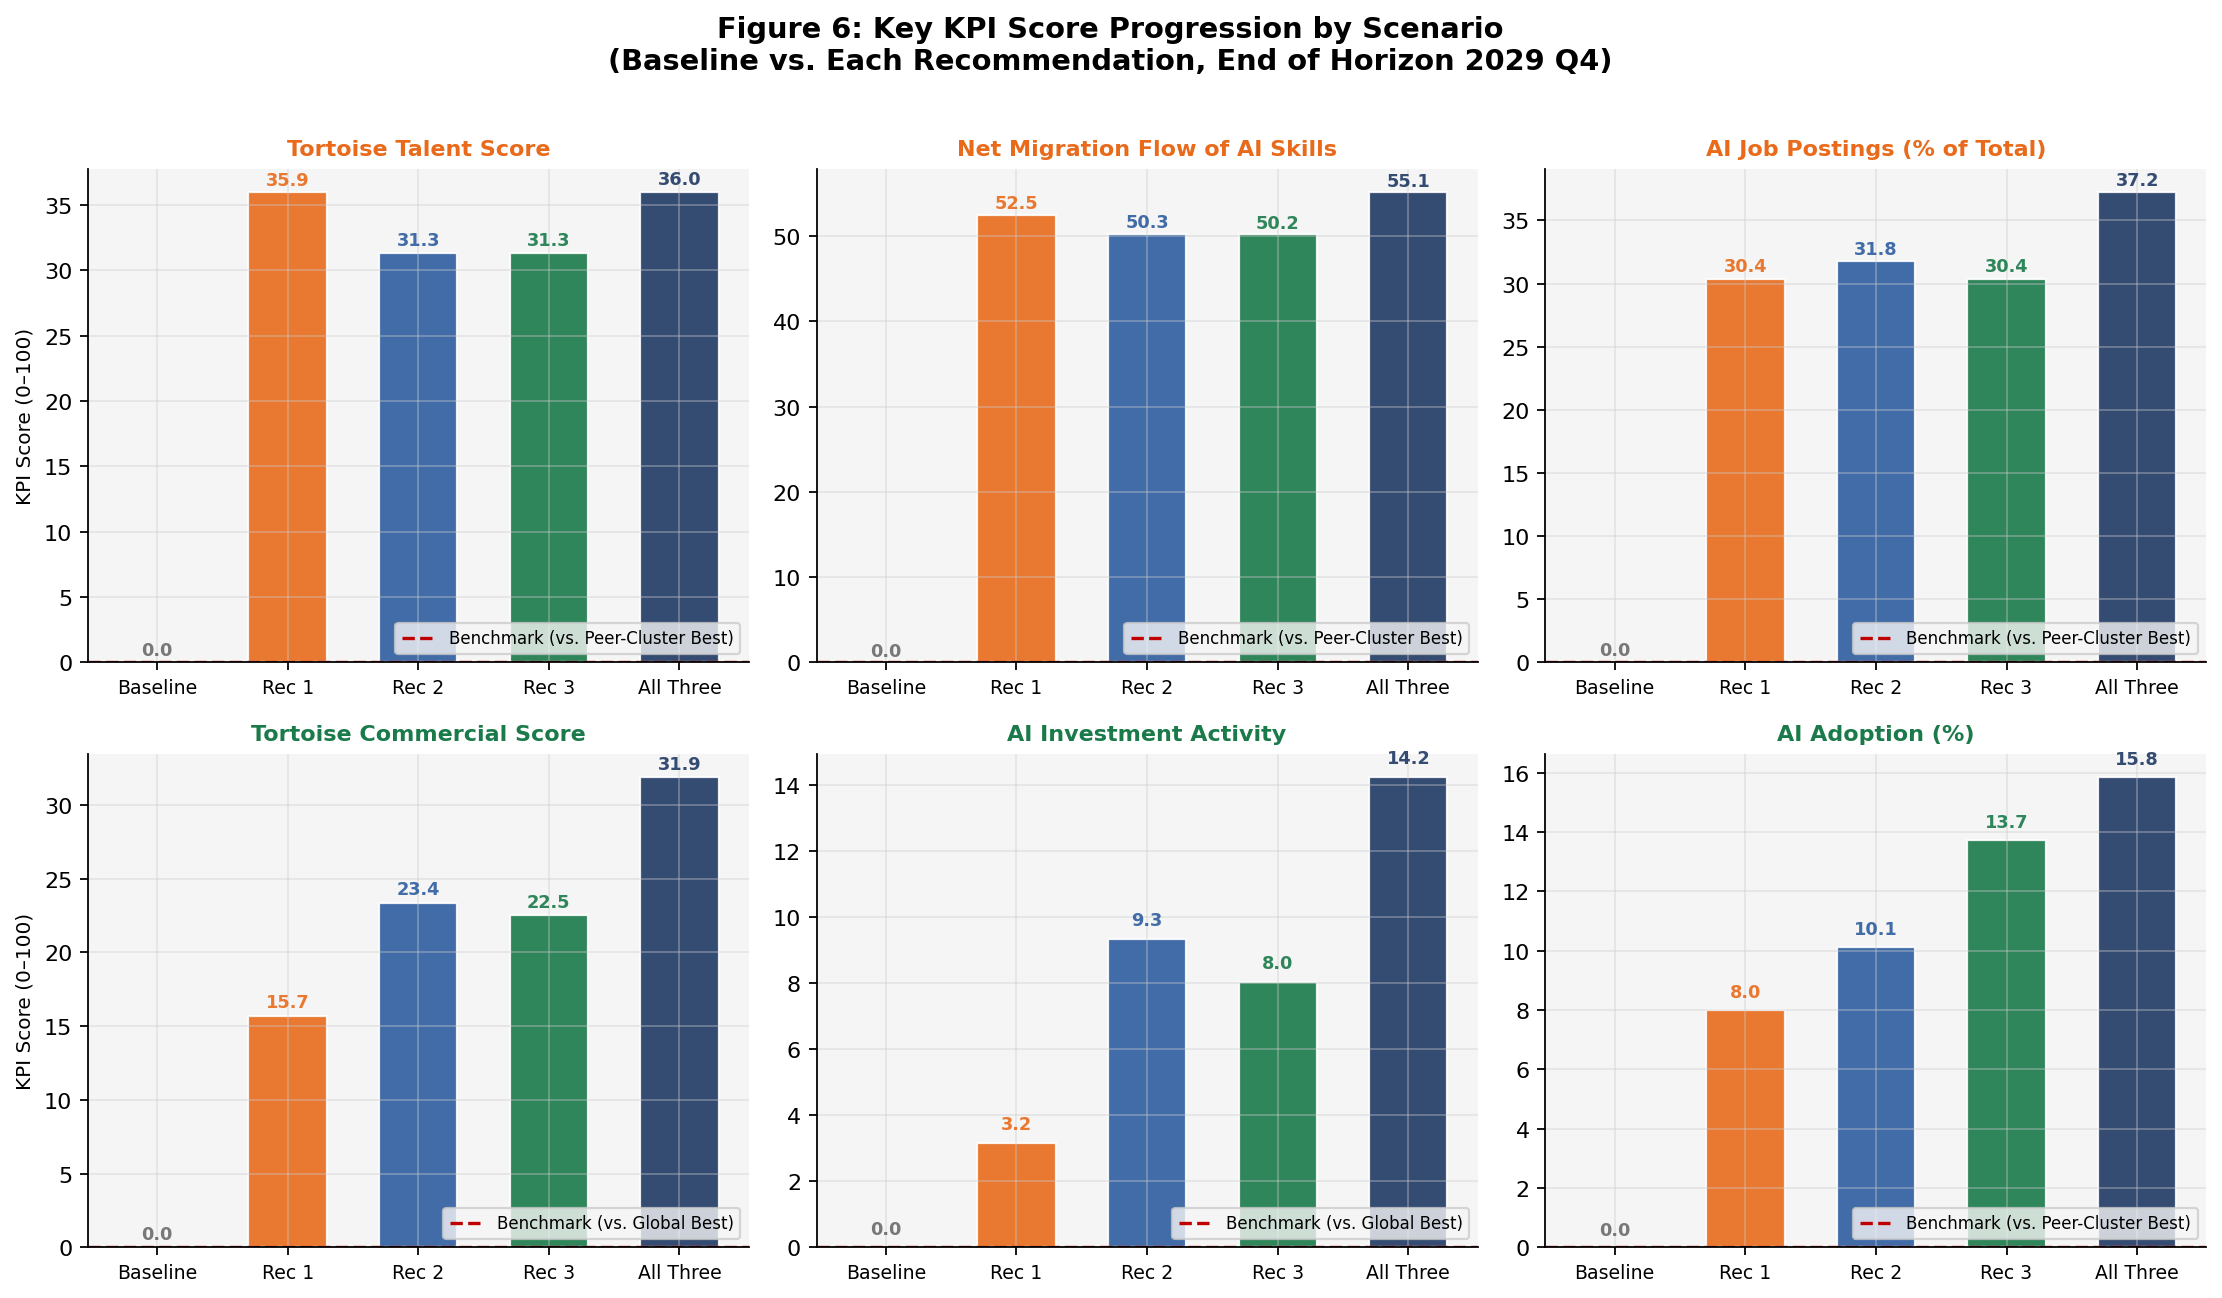 Figure 6: Key KPI Score Progression by Scenario
(Baseline vs. Each Recommendation, End of Horizon 2029 Q4)
Tortoise Talent Score
KPI Score (0–100)
35
30
25
20
15
10
5
0
0.0
35.9
31.3
31.3
36.0
Benchmark (vs. Peer-Cluster Best)
Baseline
Rec 1
Rec 2
Rec 3
All Three
Net Migration Flow of AI Skills
50
40
30
20
10
0
0.0
52.5
50.3
50.2
55.1
Benchmark (vs. Peer-Cluster Best)
Baseline
Rec 1
Rec 2
Rec 3
All Three
AI Job Postings (% of Total)
35
30
25
20
15
10
5
0
0.0
30.4
31.8
30.4
37.2
Benchmark (vs. Peer-Cluster Best)
Baseline
Rec 1
Rec 2
Rec 3
All Three
Tortoise Commercial Score
KPI Score (0–100)
30
25
20
15
10
5
0
0.0
15.7
23.4
22.5
31.9
Benchmark (vs. Global Best)
Baseline
Rec 1
Rec 2
Rec 3
All Three
AI Investment Activity
14
12
10
8
6
4
2
0
0.0
3.2
9.3
8.0
14.2
Benchmark (vs. Global Best)
Baseline
Rec 1
Rec 2
Rec 3
All Three
AI Adoption (%)
16
14
12
10
8
6
4
2
0
0.0
8.0
10.1
13.7
15.8
Benchmark (vs. Peer-Cluster Best)
Baseline
Rec 1
Rec 2
Rec 3
All Three